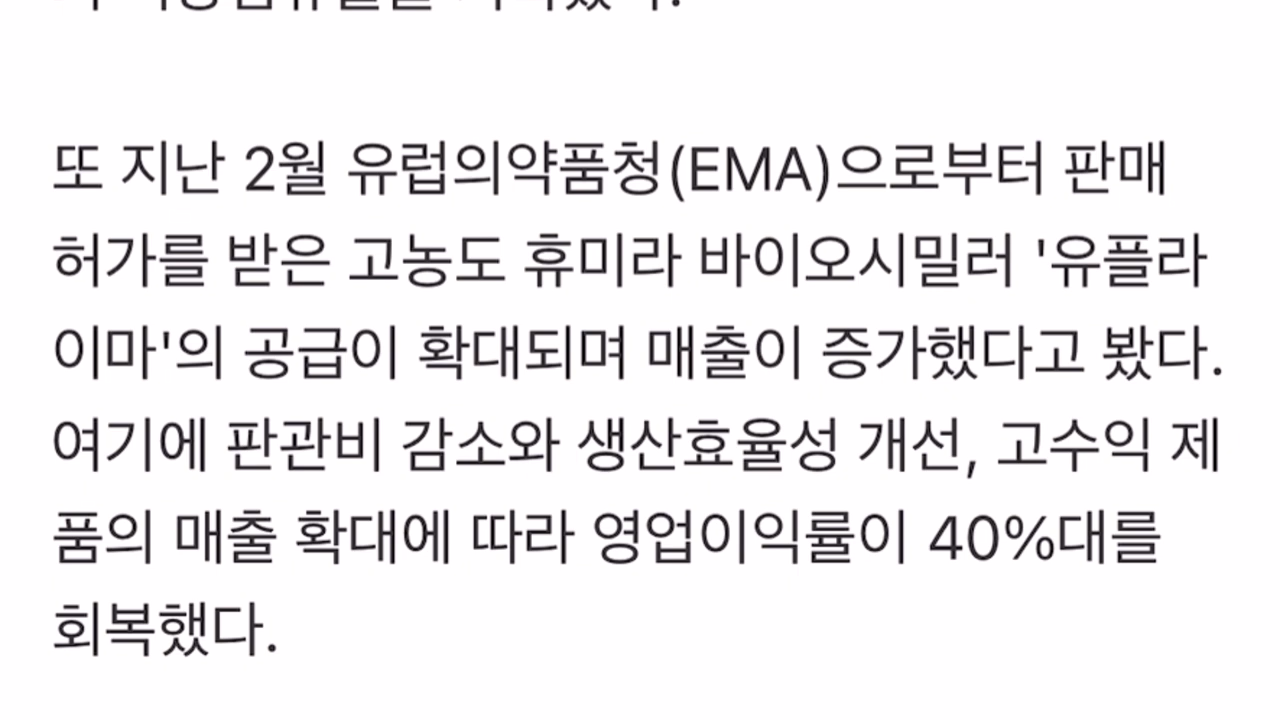 또 지난 2월 유럽의약품청(EMA)으로부터 판매
허가를 받은 고농도 휴미라 바이오시밀러 '유플라
이마'의 공급이 확대되며 매출이 증가했다고 봤다.
여기에 판관비 감소와 생산효율성 개선, 고수익 제
품의 매출 확대에 따라 영업이익률이 40%대를
회복했다.